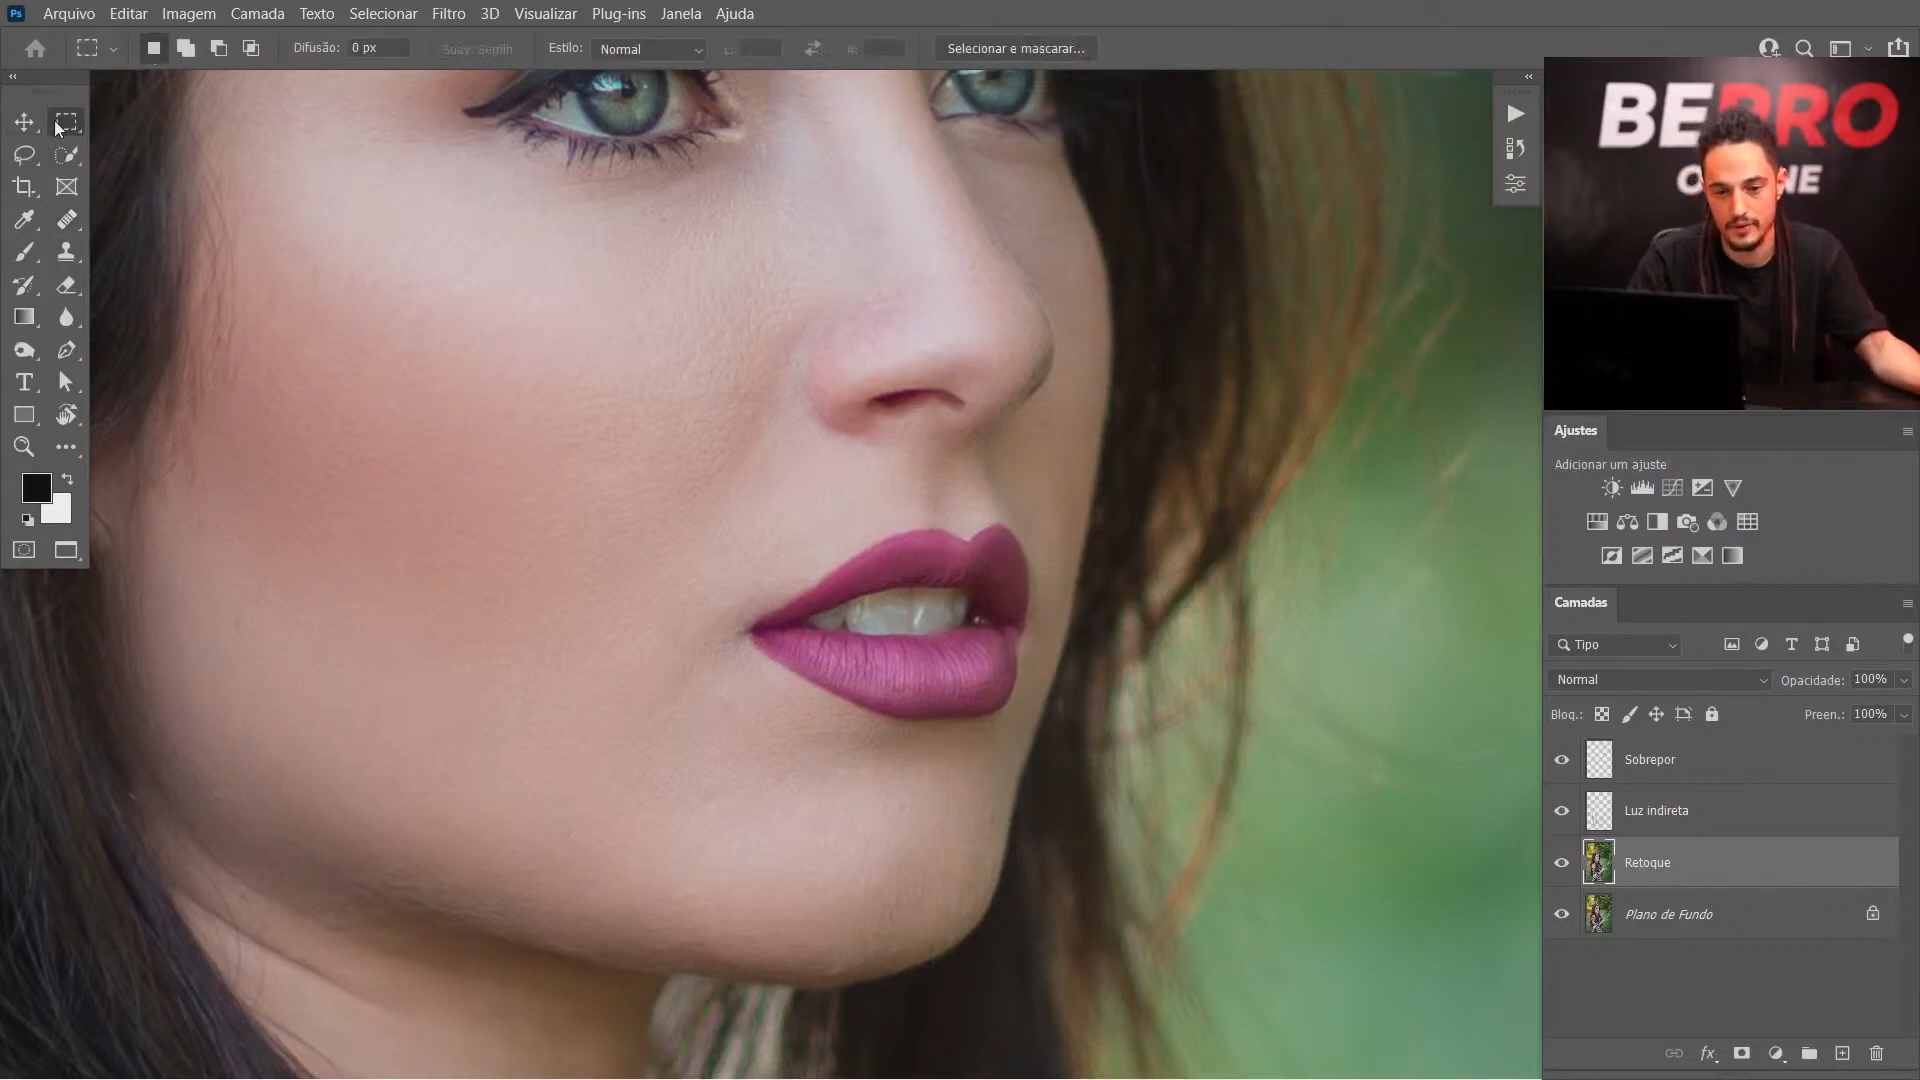 Ps Arquivo Editar Imagem Camada Texto Selecionar Filtro 3D Visualizar Plug-ins Janela Ajuda
Difusão: 0 px Estilo: Normal Selecionar e mascarar...
BEPRO
Ajustes
Adicionar um ajuste
Camadas
Tipo
Normal Opacidade: 100%
Bloq.: Preen.: 100%
Sobrepor
Luz indireta
Retoque
Plano de Fundo
fx